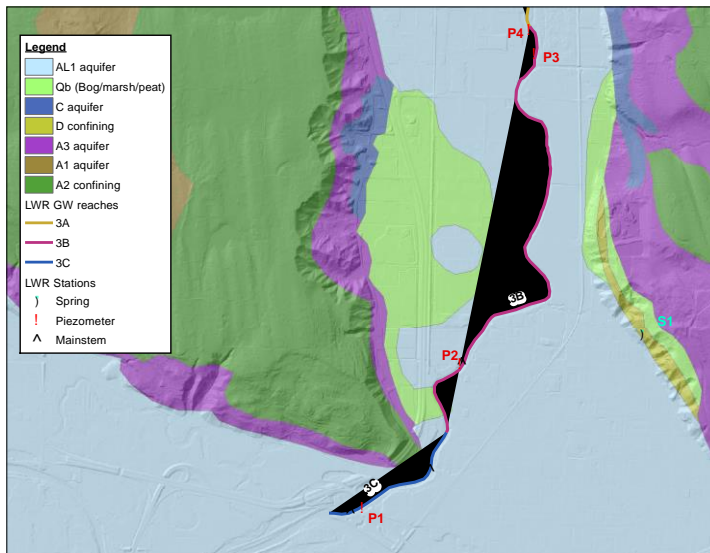 Legend
AL1 aquifer
Qb (Bog/marsh/peat)
C aquifer
D confining
A3 aquifer
A1 aquifer
A2 confining
LWR GW reaches
3A
3B
3C
LWR Stations
Spring
Piezometer
Mainstem
P4
P3
3B
S1
P2
3C
P1